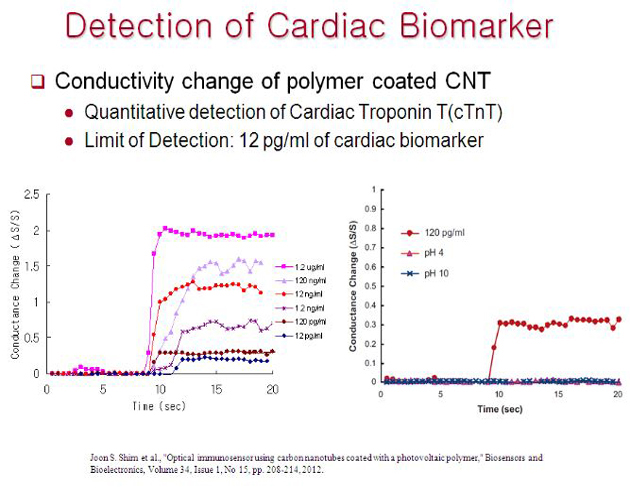 Detection of Cardiac Biomarker
Conductivity change of polymer coated CNT
Quantitative detection of Cardiac Troponin T(cTnT)
Limit of Detection: 12 pg/ml of cardiac biomarker
Conductance Change (ΔS/S)
2.5
2
1.5
1
0.5
0
0 5 10 15 20
Time (sec)
1.2 ug/ml
120 ng/ml
12 ng/ml
1.2 ng/ml
120 pg/ml
12 pg/ml
Conductance Change (ΔS/S)
1
0.9
0.8
0.7
0.6
0.5
0.4
0.3
0.2
0.1
0
0 5 10 15 20
Time (sec)
120 pg/ml
pH 4
pH 10
Joon S. Shim et al., "Optical immunosensor using carbon nanotubes coated with a photovoltaic polymer," Biosensors and
Bioelectronics, Volume 34, Issue 1, No 15, pp. 208-214, 2012.